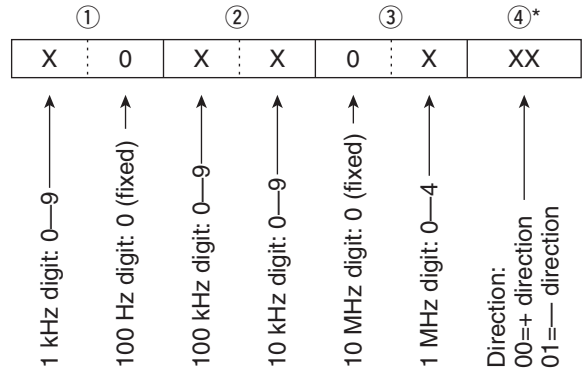 ① ② ③ ④*
X 0 X X 0 X XX
1 kHz digit: 0—9
100 Hz digit: 0 (fixed)
100 kHz digit: 0—9
10 kHz digit: 0—9
10 MHz digit: 0 (fixed)
1 MHz digit: 0—4
Direction:
00=+ direction
01=— direction